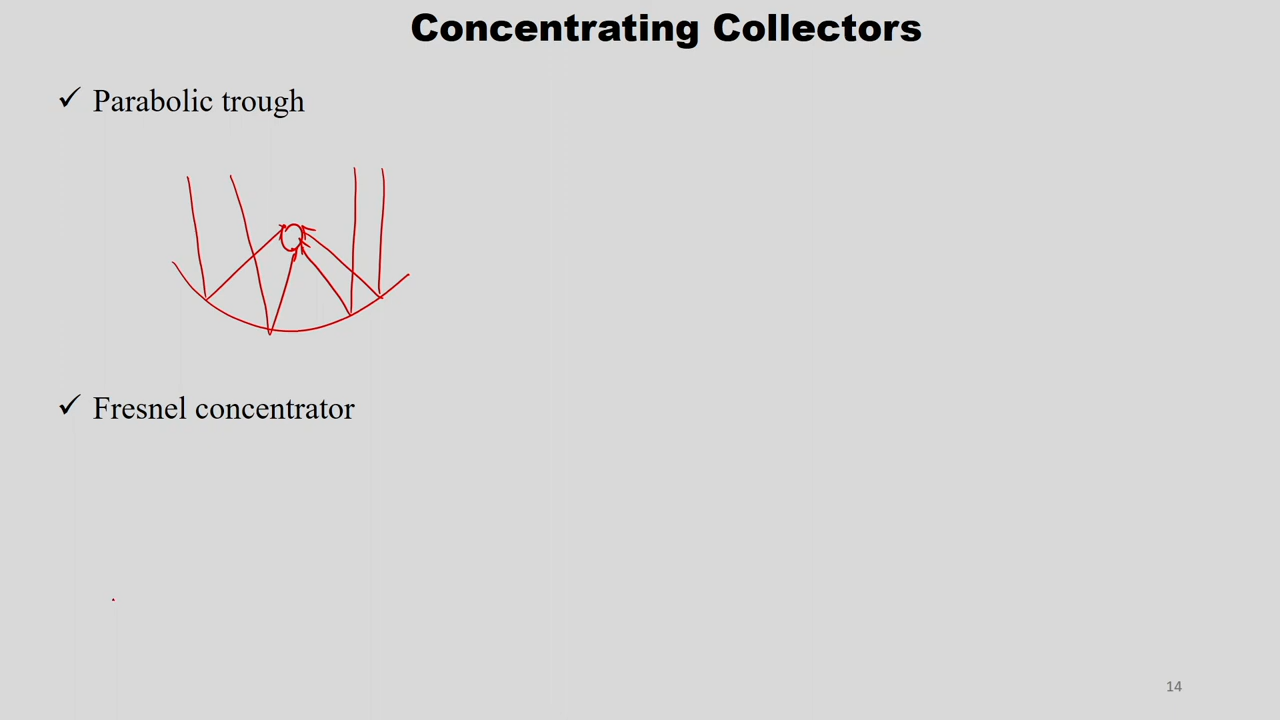 Concentrating Collectors
✓ Parabolic trough
✓ Fresnel concentrator
14